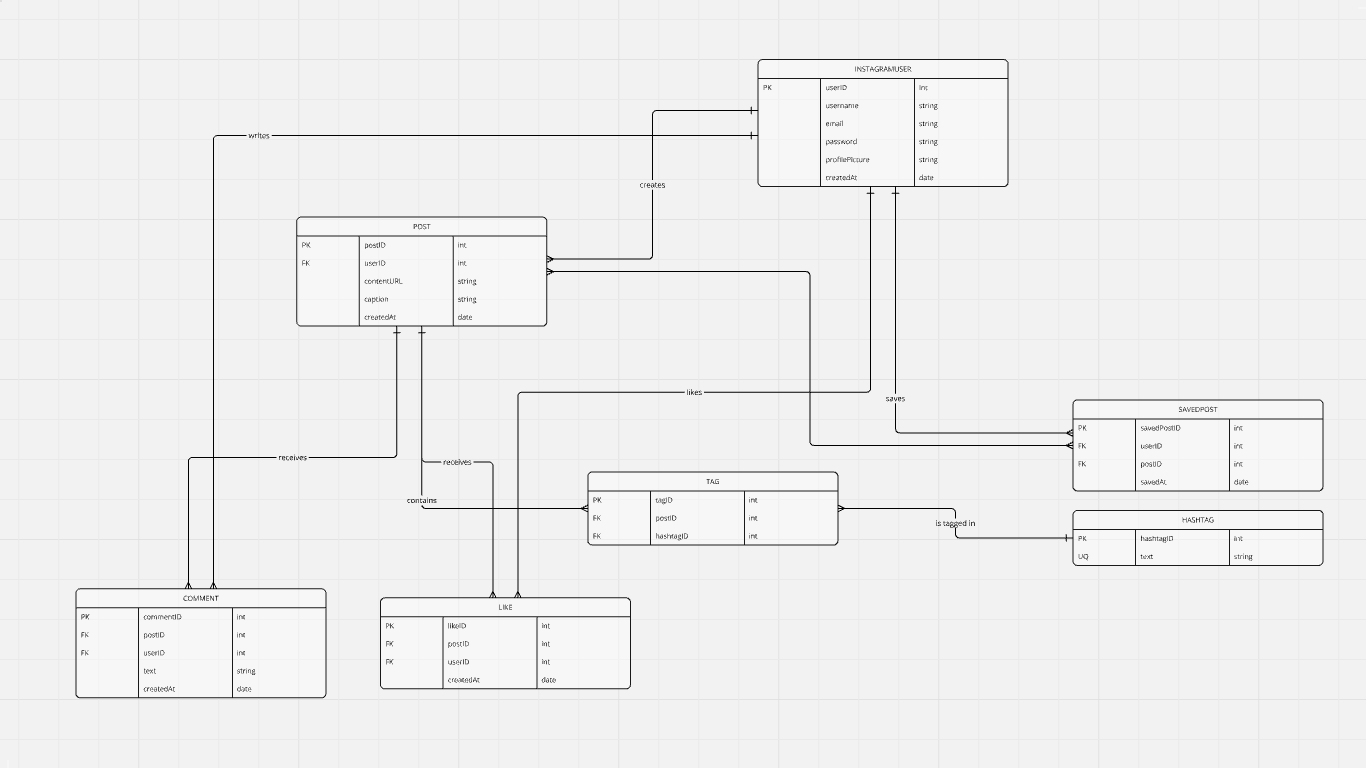 INSTAGRAMUSER
PK userID int
username string
email string
password string
profilePicture string
createdAt date
writes
creates
POST
PK postID int
FK userID int
contentURL string
caption string
createdAt date
likes
saves
SAVEDPOST
PK savedPostID int
FK userID int
FK postID int
savedAt date
receives
receives
contains
TAG
PK tagID int
FK postID int
FK hashtagID int
is tagged in
HASHTAG
PK hashtagID int
UQ text string
COMMENT
PK commentID int
FK postID int
FK userID int
text string
createdAt date
LIKE
PK likeID int
FK postID int
FK userID int
createdAt date